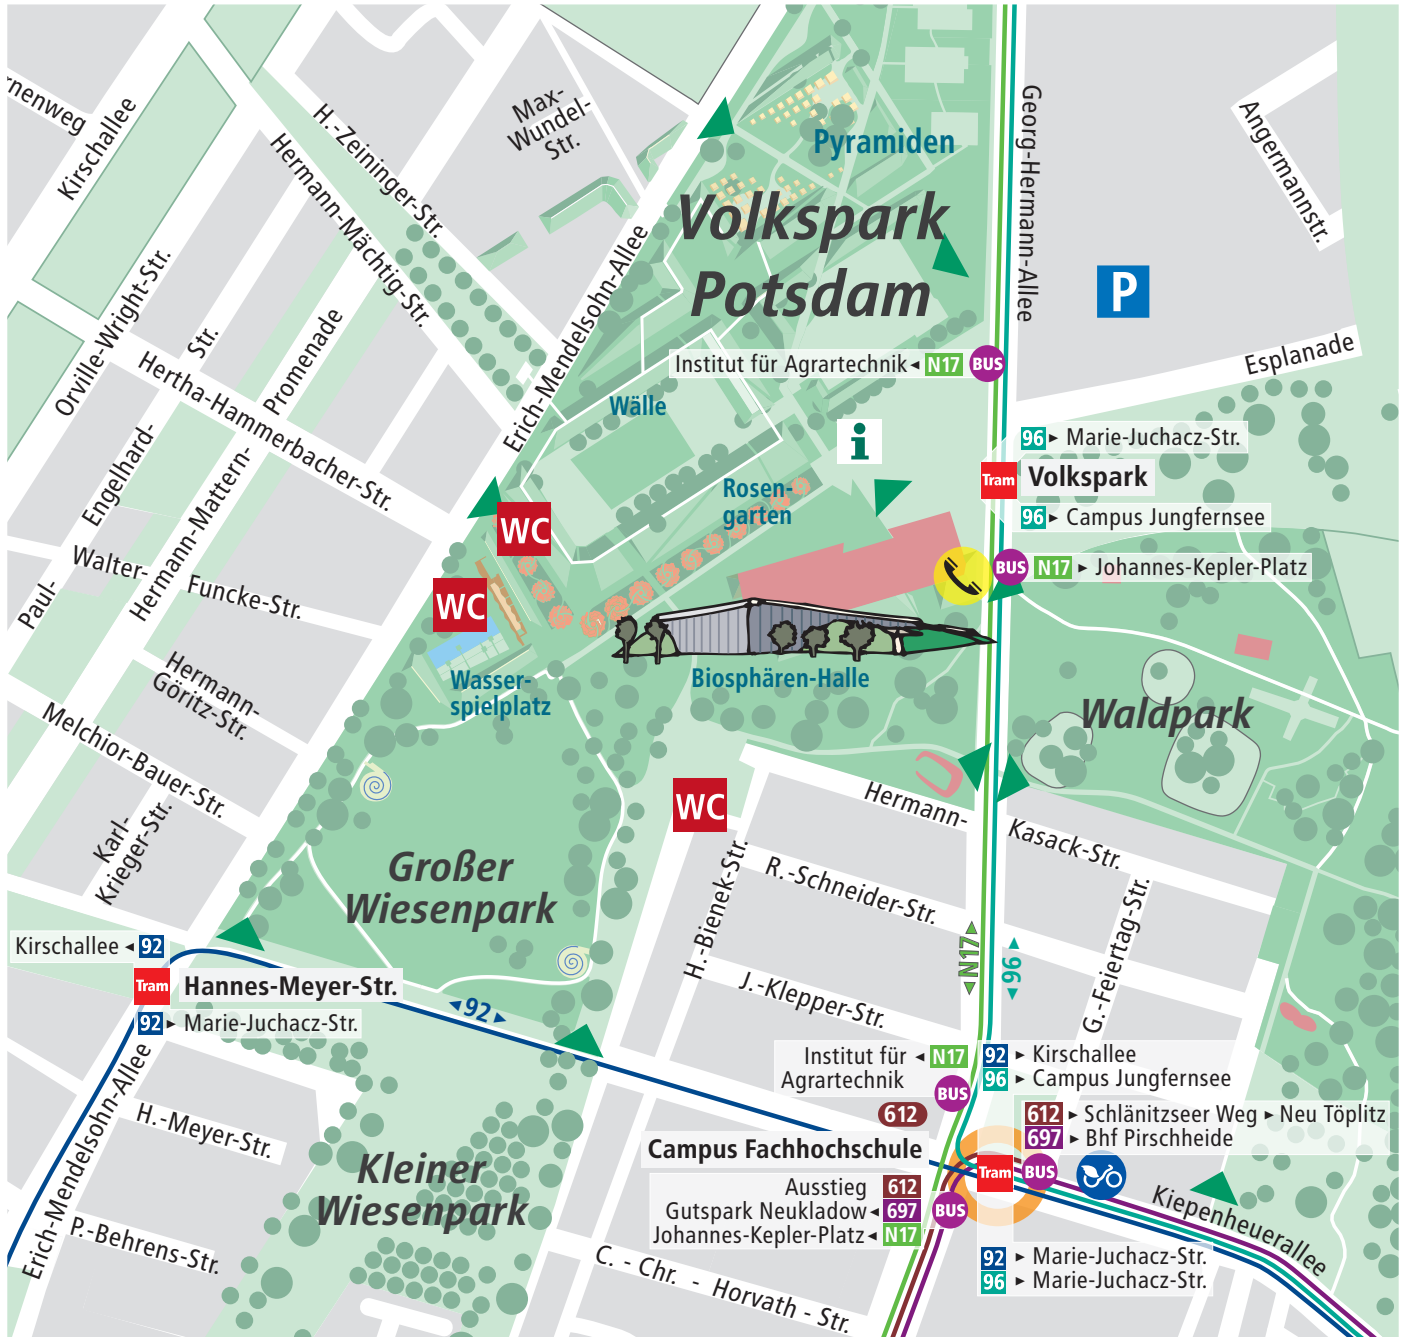 rnenweg
Kirschallee
H.-Zeininger-Str.
Hermann-Mächtig-Str.
Max-
Wundel-
Str.
Pyramiden
Georg-Hermann-Allee
Angermannstr.
Volkspark
Potsdam
P
Orville-Wright-Str.
Erich-Mendelsohn-Allee
Institut für Agrartechnik N17 BUS
Esplanade
Hertha-Hammerbacher-Str.
Paul-
Engelhard-
Str.
Hermann-Mattern-
Promenade
Wälle
i
96 Marie-Juchacz-Str.
Tram Volkspark
96 Campus Jungfernsee
Rosen-
garten
WC
Walter-
Funcke-Str.
BUS N17 Johannes-Kepler-Platz
WC
Hermann-
Göritz-Str.
Wasser-
spielplatz
Biosphären-Halle
Waldpark
Melchior-Bauer-Str.
Karl-
Krieger-Str.
WC
Hermann-
Kasack-Str.
Großer
Wiesenpark
H.-Bienek-Str.
R.-Schneider-Str.
G.-Feiertag-Str.
N17
96
Kirschallee 92
Tram Hannes-Meyer-Str.
92 Marie-Juchacz-Str.
92
J.-Klepper-Str.
Erich-Mendelsohn-Allee
H.-Meyer-Str.
P.-Behrens-Str.
Kleiner
Wiesenpark
Institut für N17
Agrartechnik
BUS
612
92 Kirschallee
96 Campus Jungfernsee
612 Schlänitzseer Weg Neu Töplitz
697 Bhf Pirschheide
Campus Fachhochschule
Tram BUS
Ausstieg 612
Gutspark Neukladow 697 BUS
Johannes-Kepler-Platz N17
Kiepenheuerallee
92 Marie-Juchacz-Str.
96 Marie-Juchacz-Str.
C. - Chr. - Horvath - Str.